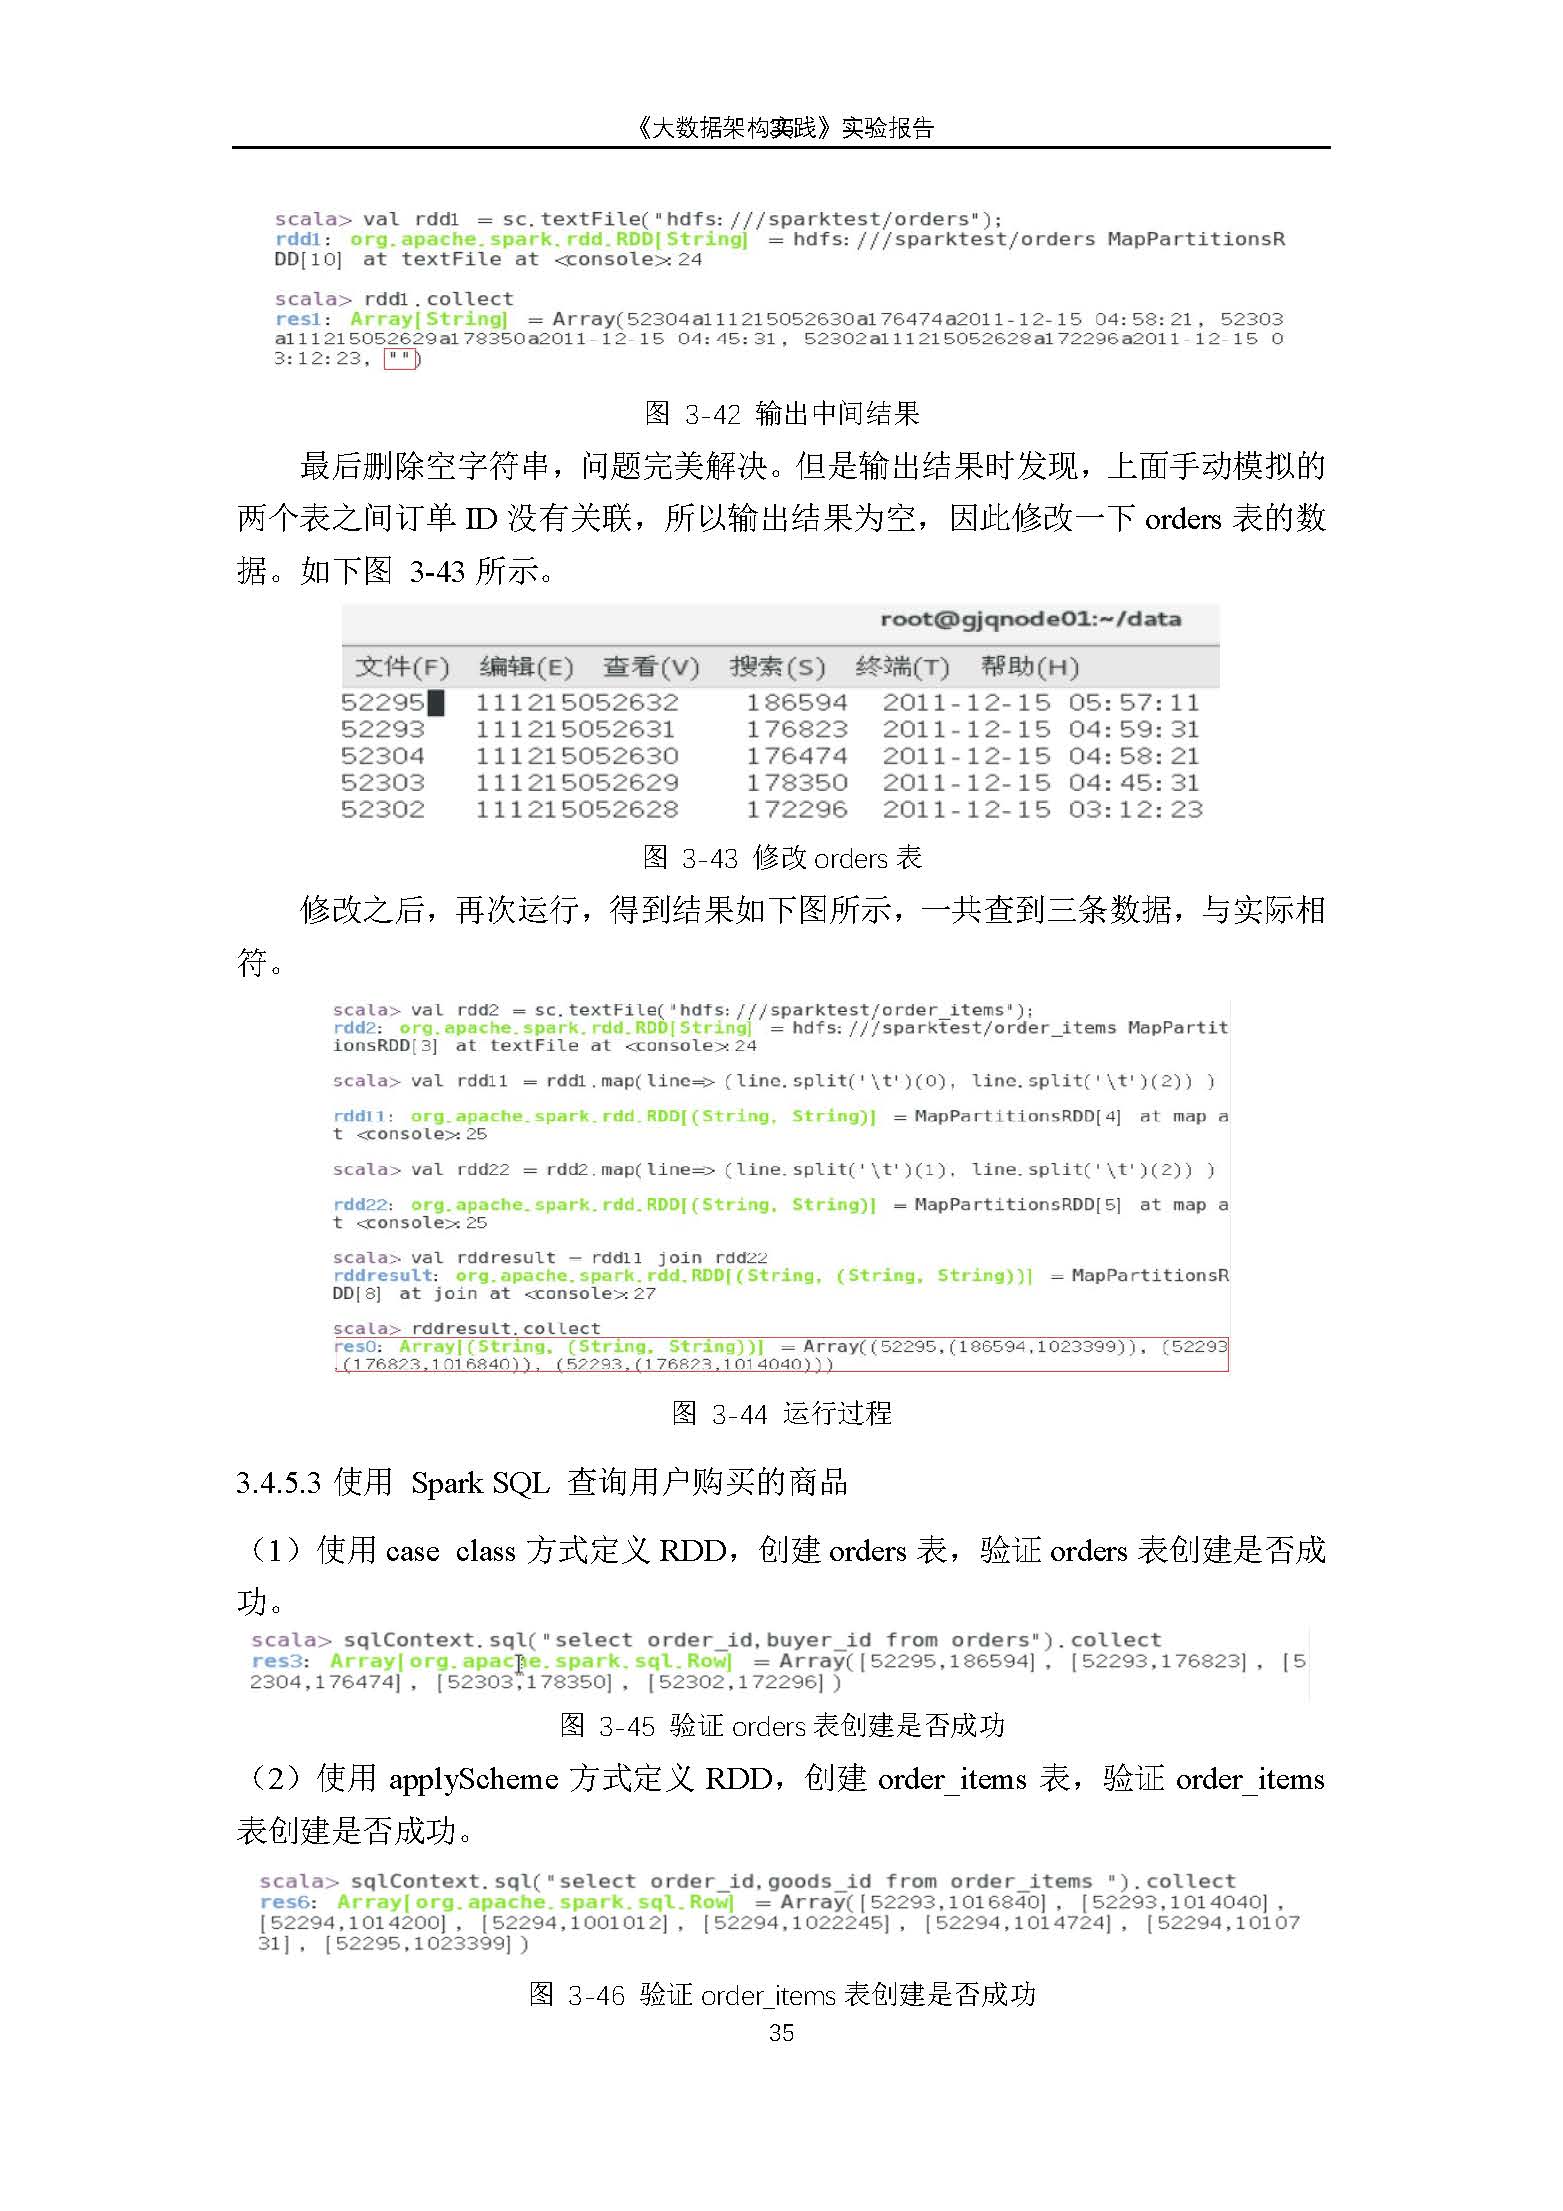 《大数据架构实践》实验报告
scala> val rdd1 = sc.textFile("hdfs:///sparktest/orders");
rdd1: org.apache.spark.rdd.RDD[String] = hdfs:///sparktest/orders MapPartitionsR
DD[10] at textFile at <console>:24
scala> rdd1.collect
res1: Array[String] = Array(52304a111215052630a176474a2011-12-15 04:58:21, 52303
a111215052629a178350a2011-12-15 04:45:31, 52302a111215052628a172296a2011-12-15 0
3:12:23, "")
图 3-42 输出中间结果
最后删除空字符串，问题完美解决。但是输出结果时发现，上面手动模拟的
两个表之间订单 ID 没有关联，所以输出结果为空，因此修改一下 orders 表的数
据。如下图 3-43 所示。
root@gjqnode01:~/data
文件(F) 编辑(E) 查看(V) 搜索(S) 终端(T) 帮助(H)
52295 111215052632 186594 2011-12-15 05:57:11
52293 111215052631 176823 2011-12-15 04:59:31
52304 111215052630 176474 2011-12-15 04:58:21
52303 111215052629 178350 2011-12-15 04:45:31
52302 111215052628 172296 2011-12-15 03:12:23
图 3-43 修改 orders 表
修改之后，再次运行，得到结果如下图所示，一共查到三条数据，与实际相
符。
scala> val rdd2 = sc.textFile("hdfs:///sparktest/order_items");
rdd2: org.apache.spark.rdd.RDD[String] = hdfs:///sparktest/order_items MapPartit
ionsRDD[3] at textFile at <console>:24
scala> val rdd11 = rdd1.map(line=> (line.split('\t')(0), line.split('\t')(2)) )
rdd11: org.apache.spark.rdd.RDD[(String, String)] = MapPartitionsRDD[4] at map a
t <console>:25
scala> val rdd22 = rdd2.map(line=> (line.split('\t')(1), line.split('\t')(2)) )
rdd22: org.apache.spark.rdd.RDD[(String, String)] = MapPartitionsRDD[5] at map a
t <console>:25
scala> val rddresult = rdd11 join rdd22
rddresult: org.apache.spark.rdd.RDD[(String, (String, String))] = MapPartitionsR
DD[8] at join at <console>:27
scala> rddresult.collect
res0: Array[(String, (String, String))] = Array((52295,(186594,1023399)), (52293
,(176823,1016840)), (52293,(176823,1014040)))
图 3-44 运行过程
3.4.5.3 使用 Spark SQL 查询用户购买的商品
（1）使用 case class 方式定义 RDD，创建 orders 表，验证 orders 表创建是否成
功。
scala> sqlContext.sql("select order_id,buyer_id from orders").collect
res3: Array[org.apache.spark.sql.Row] = Array([52295,186594], [52293,176823], [5
2304,176474], [52303,178350], [52302,172296])
图 3-45 验证 orders 表创建是否成功
（2）使用 applyScheme 方式定义 RDD，创建 order_items 表，验证 order_items
表创建是否成功。
scala> sqlContext.sql("select order_id,goods_id from order_items ").collect
res6: Array[org.apache.spark.sql.Row] = Array([52293,1016840], [52293,1014040],
[52294,1014200], [52294,1001012], [52294,1022245], [52294,1014724], [52294,10107
31], [52295,1023399])
图 3-46 验证 order_items 表创建是否成功
35